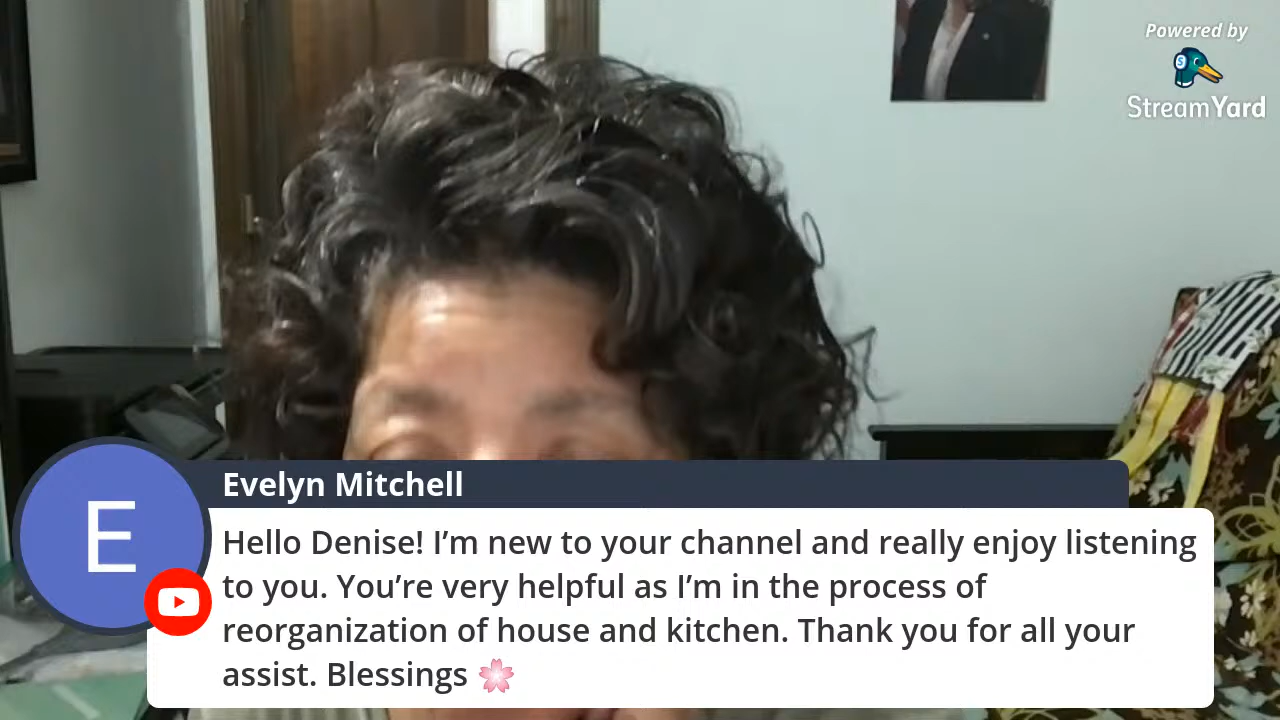 Powered by
StreamYard
E
Evelyn Mitchell
Hello Denise! I’m new to your channel and really enjoy listening
to you. You’re very helpful as I’m in the process of
reorganization of house and kitchen. Thank you for all your
assist. Blessings 🌸